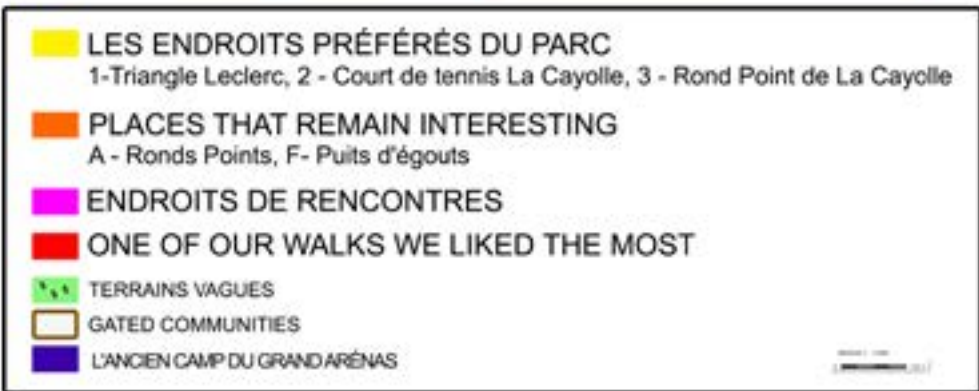 LES ENDROITS PRÉFÉRÉS DU PARC
1-Triangle Leclerc, 2 - Court de tennis La Cayolle, 3 - Rond Point de La Cayolle
PLACES THAT REMAIN INTERESTING
A - Ronds Points, F- Puits d'égouts
ENDROITS DE RENCONTRES
ONE OF OUR WALKS WE LIKED THE MOST
TERRAINS VAGUES
GATED COMMUNITIES
L'ANCIEN CAMP DU GRAND ARÉNAS